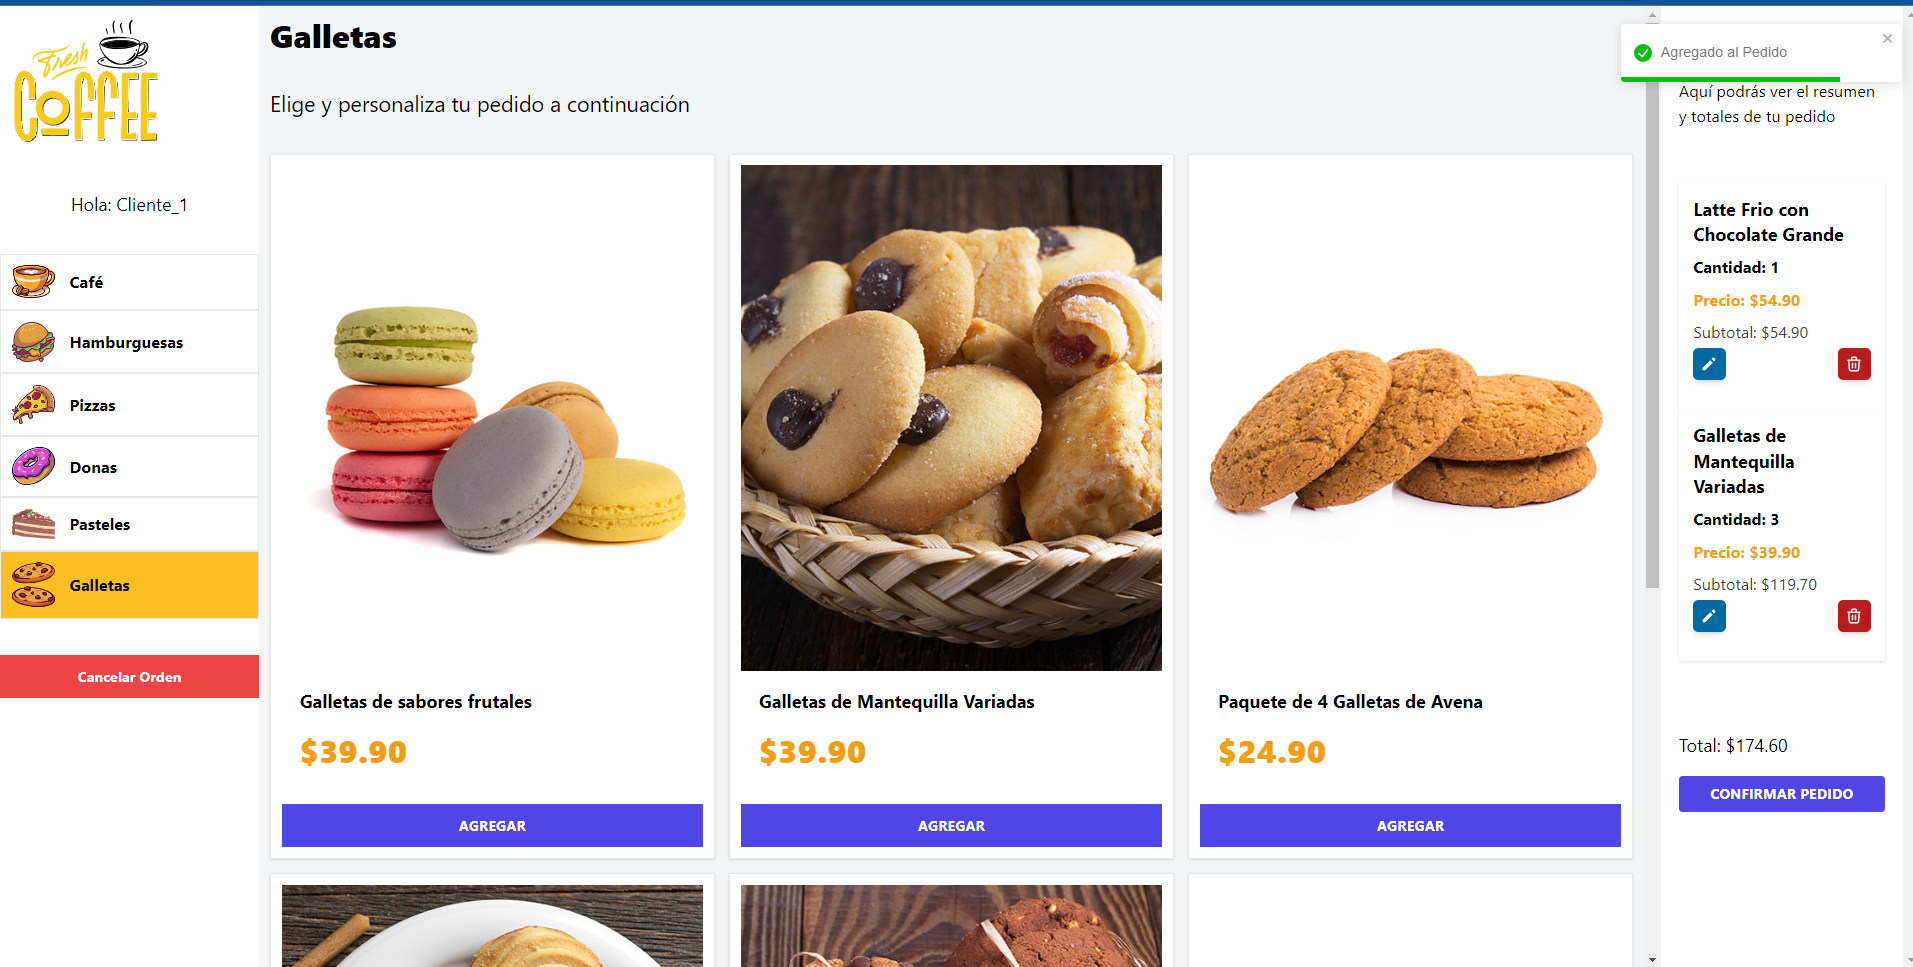 Fresh
COFFEE
Hola: Cliente_1
Café
Hamburguesas
Pizzas
Donas
Pasteles
Galletas
Cancelar Orden
Galletas
Elige y personaliza tu pedido a continuación
Galletas de sabores frutales
$39.90
AGREGAR
Galletas de Mantequilla Variadas
$39.90
AGREGAR
Paquete de 4 Galletas de Avena
$24.90
AGREGAR
Agregado al Pedido
Aquí podrás ver el resumen
y totales de tu pedido
Latte Frio con
Chocolate Grande
Cantidad: 1
Precio: $54.90
Subtotal: $54.90
Galletas de
Mantequilla
Variadas
Cantidad: 3
Precio: $39.90
Subtotal: $119.70
Total: $174.60
CONFIRMAR PEDIDO